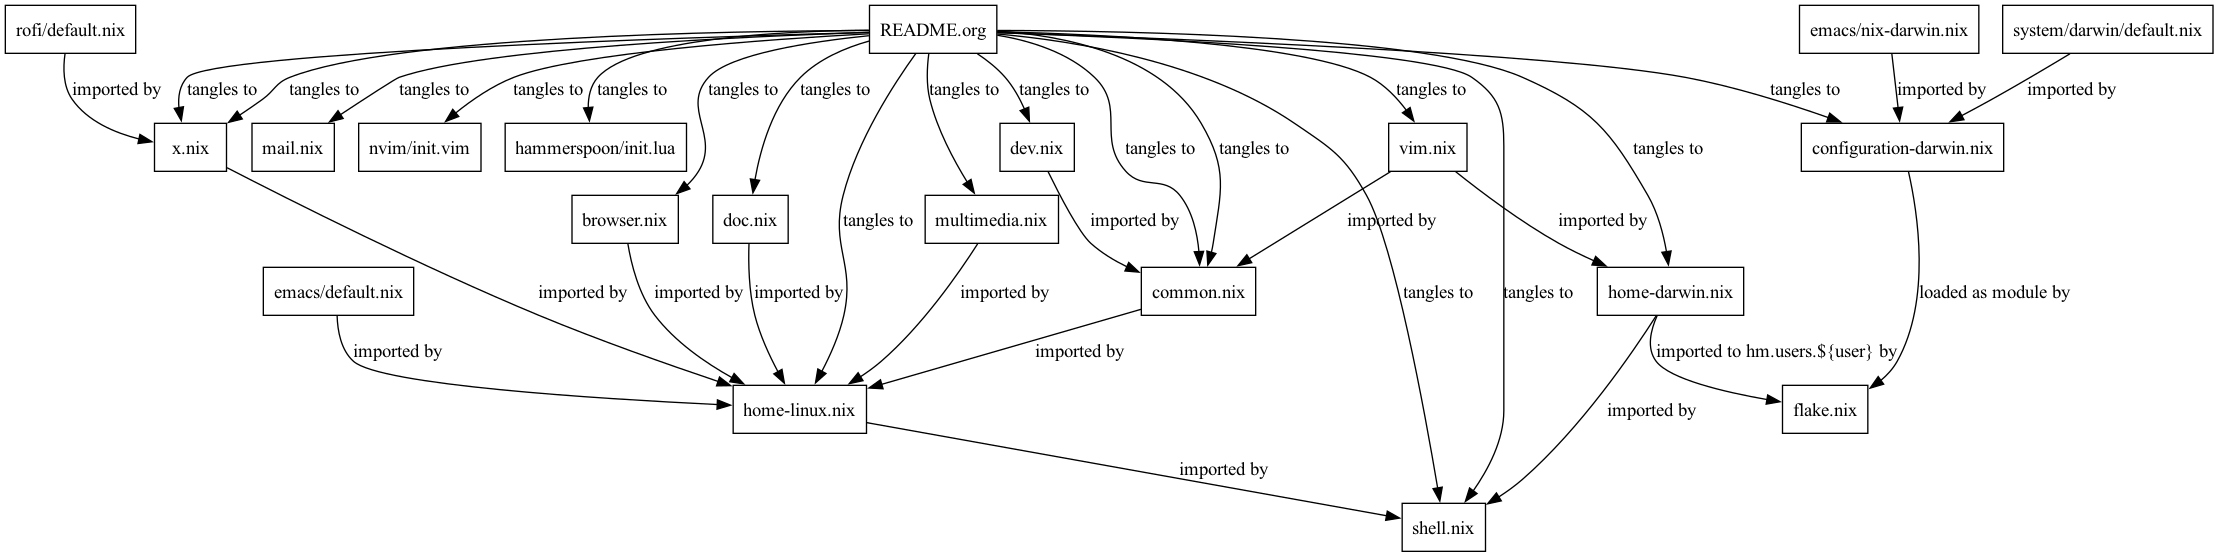 rofi/default.nix
README.org
emacs/nix-darwin.nix
system/darwin/default.nix
imported by
tangles to
tangles to
tangles to
tangles to
tangles to
tangles to
tangles to
tangles to
tangles to
tangles to
tangles to
imported by
imported by
x.nix
mail.nix
nvim/init.vim
hammerspoon/init.lua
dev.nix
tangles to
tangles to
vim.nix
tangles to
configuration-darwin.nix
browser.nix
doc.nix
tangles to
multimedia.nix
imported by
imported by
imported by
emacs/default.nix
imported by
imported by
imported by
imported by
common.nix
tangles to
tangles to
home-darwin.nix
loaded as module by
imported by
imported by
imported to hm.users.${user} by
home-linux.nix
imported by
flake.nix
imported by
shell.nix